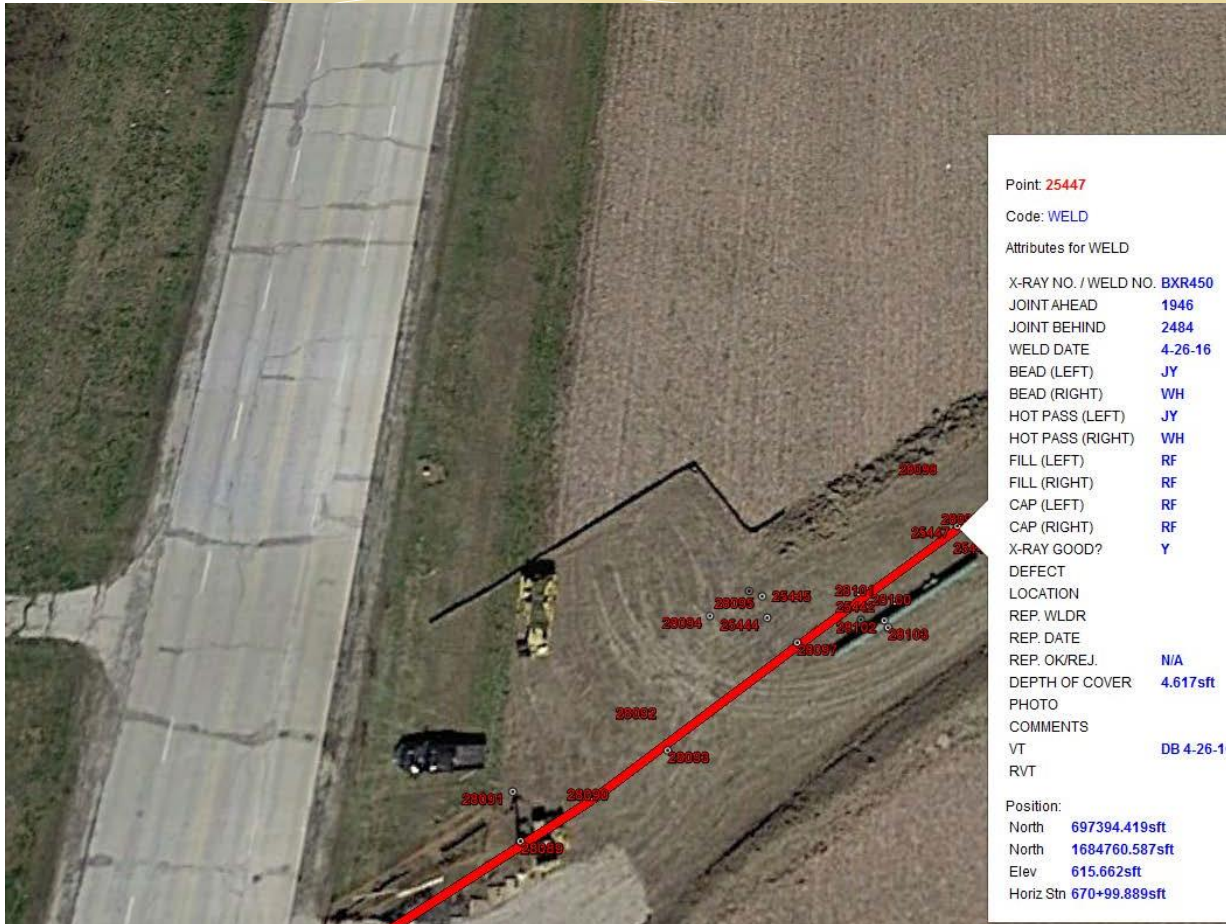 Point: 25447
Code: WELD
Attributes for WELD
X-RAY NO. / WELD NO. BXR450
JOINT AHEAD 1946
JOINT BEHIND 2484
WELD DATE 4-26-16
BEAD (LEFT) JY
BEAD (RIGHT) WH
HOT PASS (LEFT) JY
HOT PASS (RIGHT) WH
FILL (LEFT) RF
FILL (RIGHT) RF
CAP (LEFT) RF
CAP (RIGHT) RF
X-RAY GOOD? Y
DEFECT
LOCATION
REP. WLDR
REP. DATE
REP. OK/REJ. N/A
DEPTH OF COVER 4.617sft
PHOTO
COMMENTS
VT DB 4-26-1
RVT
Position:
North 697394.419sft
North 1684760.587sft
Elev 615.662sft
Horiz Stn 670+99.889sft
28098
25447
28095
25445
28101
28100
25442
28094
25444
28102
28103
28097
28092
28093
28091
28090
28089